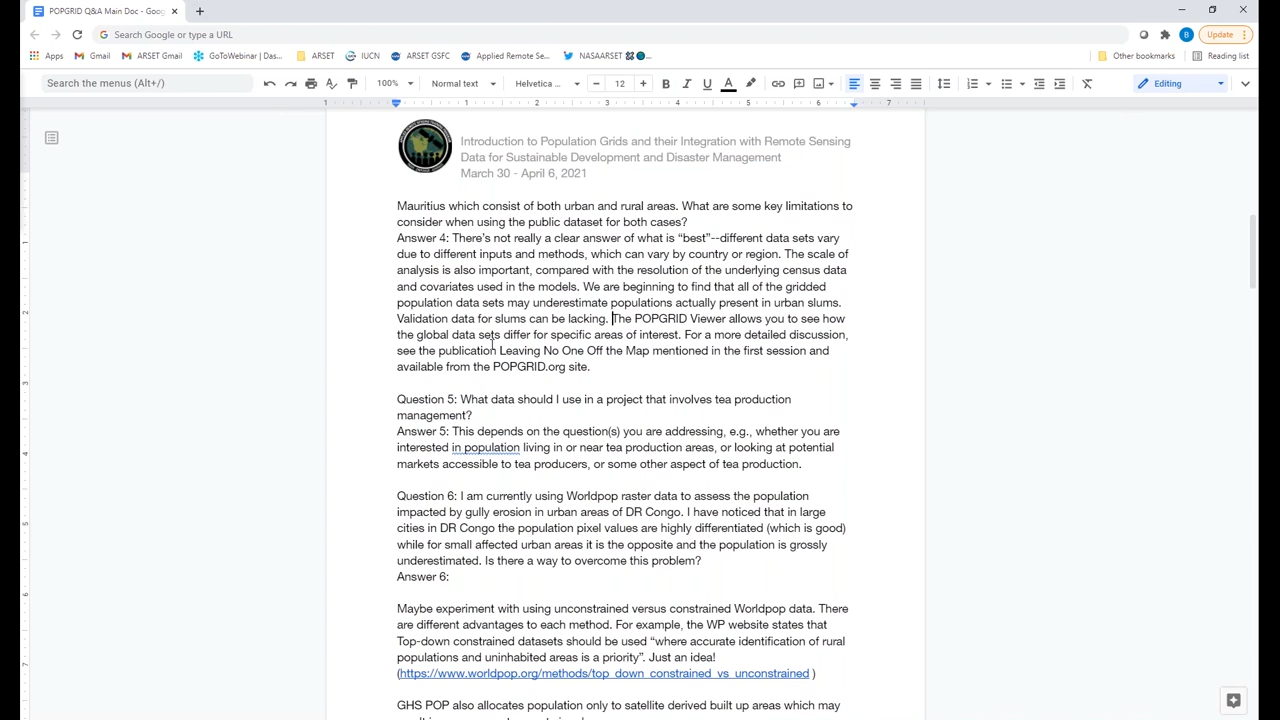 POPGRID Q&A Main Doc - Goog
Search Google or type a URL
Update
Apps
Gmail
ARSET Gmail
GoToWebinar | Das...
ARSET
IUCN
ARSET GSFC
Applied Remote Se...
NASAARSET
Other bookmarks
Reading list
Search the menus (Alt+/)
100%
Normal text
Helvetica ...
12
Editing
1 1 2 3 4 5 6 7
Introduction to Population Grids and their Integration with Remote Sensing
Data for Sustainable Development and Disaster Management
March 30 - April 6, 2021
Mauritius which consist of both urban and rural areas. What are some key limitations to
consider when using the public dataset for both cases?
Answer 4: There's not really a clear answer of what is “best”--different data sets vary
due to different inputs and methods, which can vary by country or region. The scale of
analysis is also important, compared with the resolution of the underlying census data
and covariates used in the models. We are beginning to find that all of the gridded
population data sets may underestimate populations actually present in urban slums.
Validation data for slums can be lacking. The POPGRID Viewer allows you to see how
the global data sets differ for specific areas of interest. For a more detailed discussion,
see the publication Leaving No One Off the Map mentioned in the first session and
available from the POPGRID.org site.
Question 5: What data should I use in a project that involves tea production
management?
Answer 5: This depends on the question(s) you are addressing, e.g., whether you are
interested in population living in or near tea production areas, or looking at potential
markets accessible to tea producers, or some other aspect of tea production.
Question 6: I am currently using Worldpop raster data to assess the population
impacted by gully erosion in urban areas of DR Congo. I have noticed that in large
cities in DR Congo the population pixel values are highly differentiated (which is good)
while for small affected urban areas it is the opposite and the population is grossly
underestimated. Is there a way to overcome this problem?
Answer 6:
Maybe experiment with using unconstrained versus constrained Worldpop data. There
are different advantages to each method. For example, the WP website states that
Top-down constrained datasets should be used “where accurate identification of rural
populations and uninhabited areas is a priority”. Just an idea!
(https://www.worldpop.org/methods/top_down_constrained_vs_unconstrained )
GHS POP also allocates population only to satellite derived built up areas which may